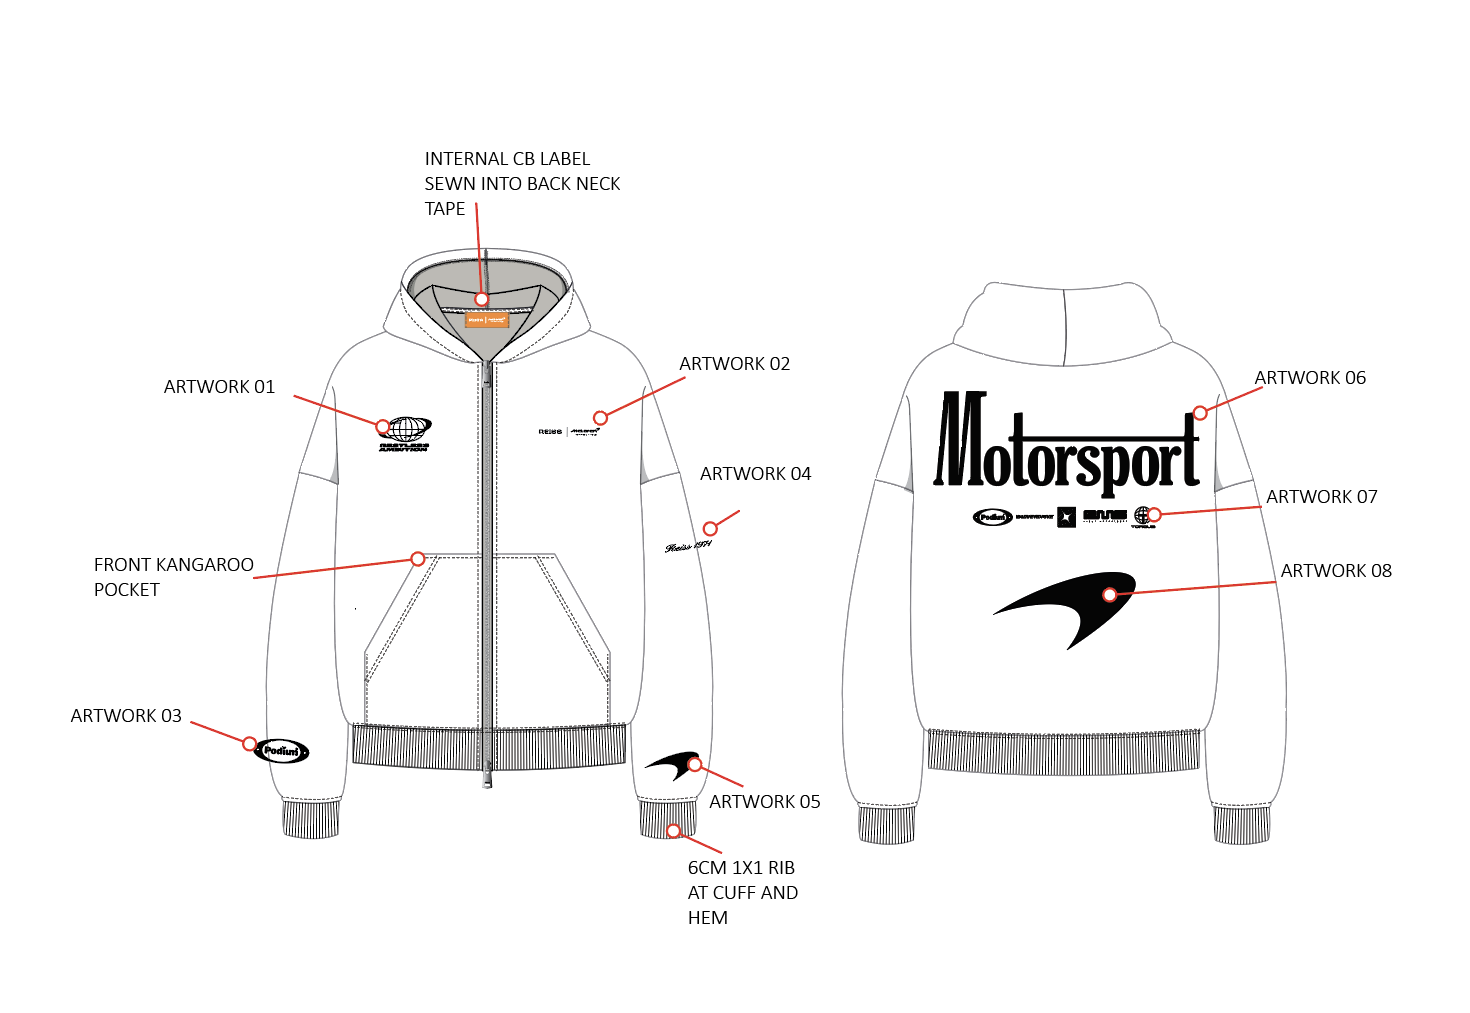 INTERNAL CB LABEL
SEWN INTO BACK NECK
TAPE
ARTWORK 01
RESTLESS
AMBITION
ARTWORK 02
REISS
ARTWORK 04
Reiss 1971
FRONT KANGAROO
POCKET
ARTWORK 03
Podium
ARTWORK 05
6CM 1X1 RIB
AT CUFF AND
HEM
Motorsport
ARTWORK 06
Podium
ARTWORK 07
ARTWORK 08